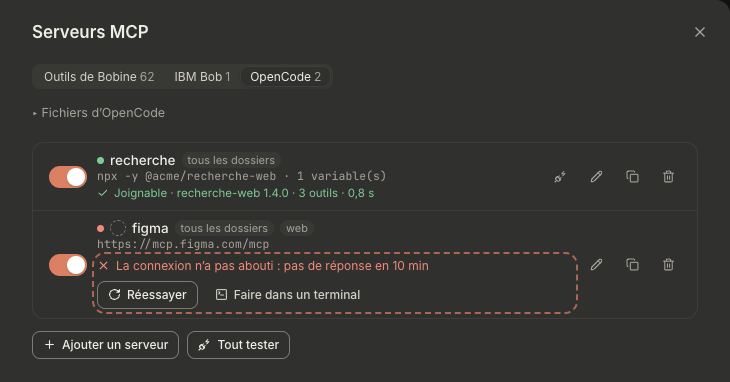 Serveurs MCP
Outils de Bobine 62 IBM Bob 1 OpenCode 2
Fichiers d’OpenCode
recherche tous les dossiers
npx -y @acme/recherche-web · 1 variable(s)
Joignable · recherche-web 1.4.0 · 3 outils · 0,8 s
figma tous les dossiers web
https://mcp.figma.com/mcp
La connexion n’a pas abouti : pas de réponse en 10 min
Réessayer Faire dans un terminal
Ajouter un serveur Tout tester